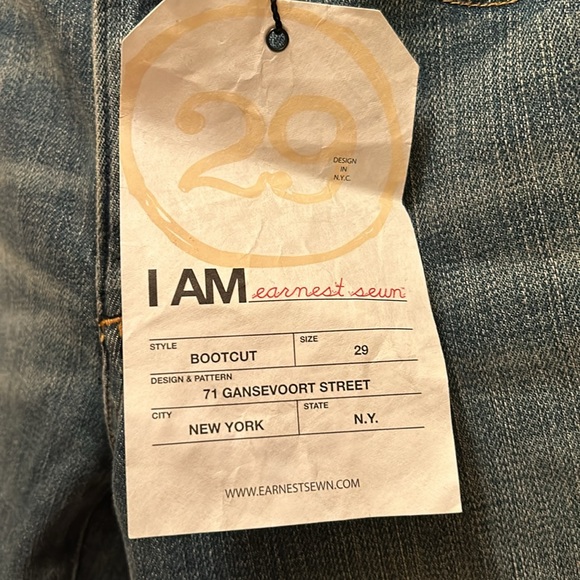 29
DESIGN
IN
N.Y.C.
I AM earnest sewn
STYLE BOOTCUT SIZE 29
DESIGN & PATTERN
71 GANSEVOORT STREET
CITY NEW YORK STATE N.Y.
WWW.EARNESTSEWN.COM